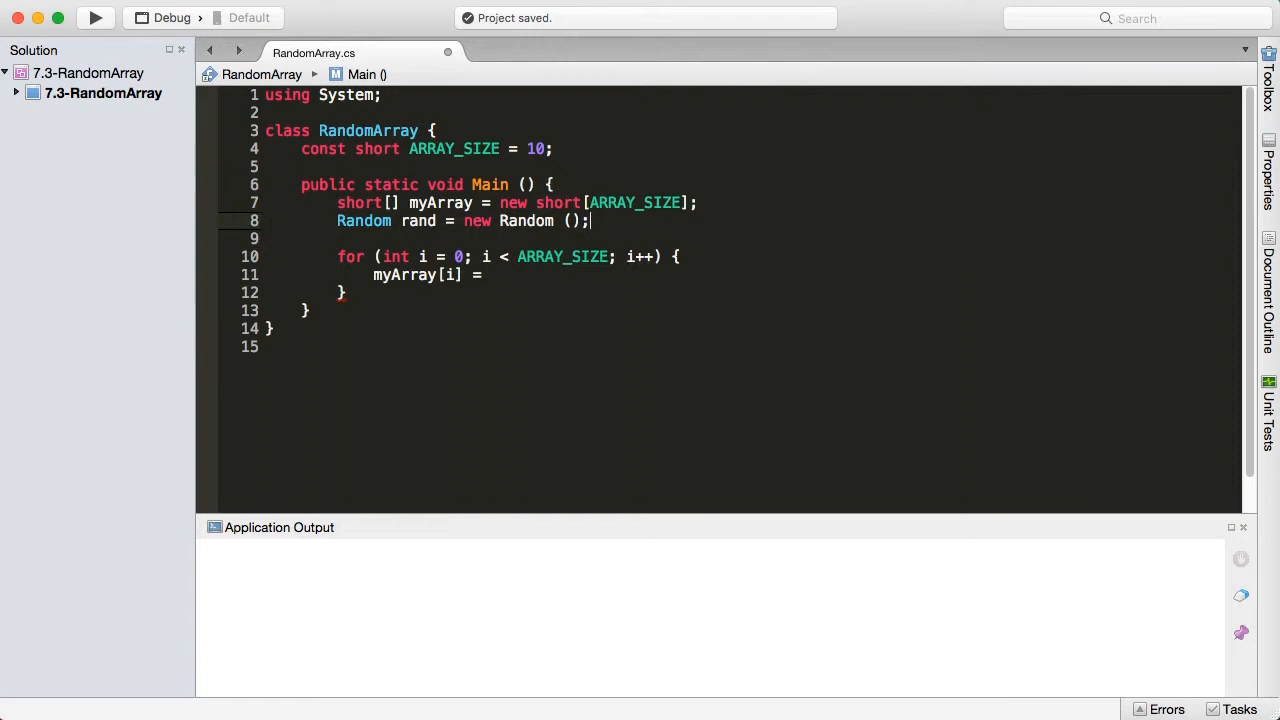 Debug
Default
Project saved.
Search
Solution
7.3-RandomArray
7.3-RandomArray
RandomArray.cs
RandomArray
Main ()
1 using System;
2
3 class RandomArray {
4 const short ARRAY_SIZE = 10;
5
6 public static void Main () {
7 short[] myArray = new short[ARRAY_SIZE];
8 Random rand = new Random ();
9
10 for (int i = 0; i < ARRAY_SIZE; i++) {
11 myArray[i] =
12 }
13 }
14 }
15
Application Output
Toolbox
Properties
Document Outline
Unit Tests
Errors
Tasks